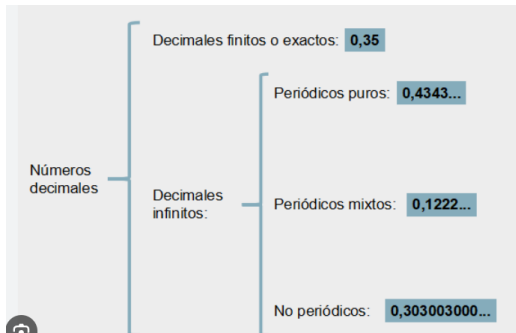 Decimales finitos o exactos: 0,35
Periódicos puros: 0,4343...
Números
decimales
Decimales
infinitos:
Periódicos mixtos: 0,1222...
No periódicos: 0,303003000...